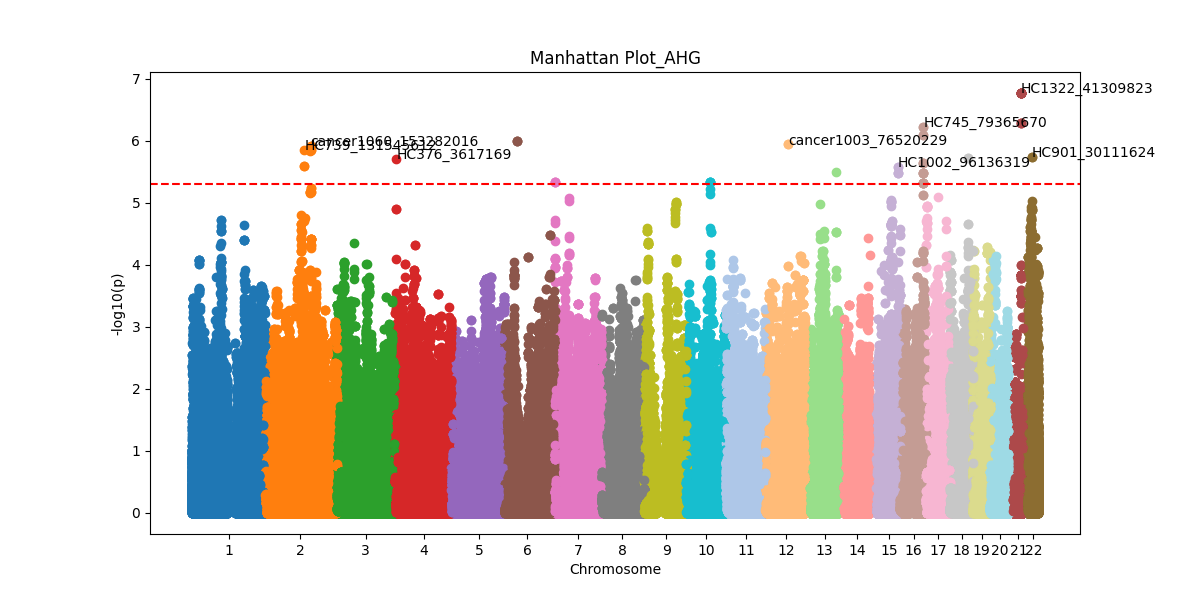 Manhattan Plot_AHG
7
HC1322_41309823
HC745_79365670
6
cancer1060_153282016
cancer1003_76520229
HC376_3617169
HC901_30111624
HC1002_96136319
5
4
-log10(p)
3
2
1
0
1 2 3 4 5 6 7 8 9 10 11 12 13 14 15 16 17 18 19 20 21 22
Chromosome